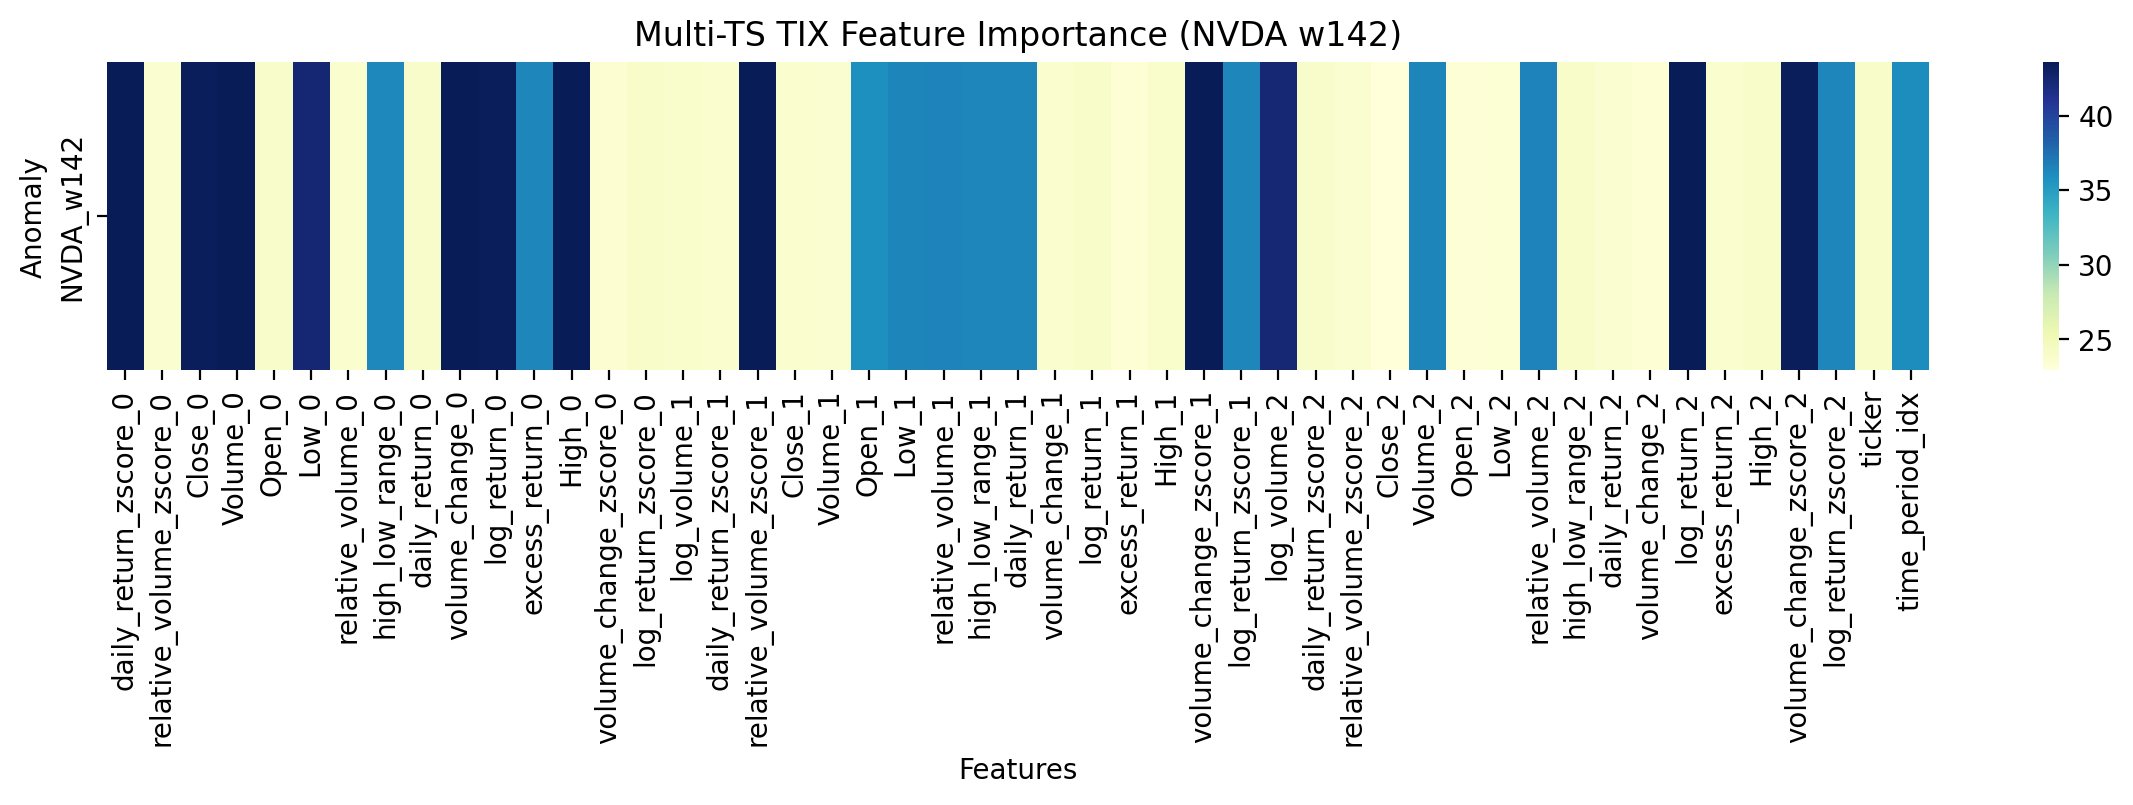 Multi-TS TIX Feature Importance (NVDA w142)
Anomaly
NVDA_w142
40
35
30
25
daily_return_zscore_0
relative_volume_zscore_0
Close_0
Volume_0
Open_0
Low_0
relative_volume_0
high_low_range_0
daily_return_0
volume_change_0
log_return_0
excess_return_0
High_0
volume_change_zscore_0
log_return_zscore_0
log_volume_1
daily_return_zscore_1
relative_volume_zscore_1
Close_1
Volume_1
Open_1
Low_1
relative_volume_1
high_low_range_1
daily_return_1
volume_change_1
log_return_1
excess_return_1
High_1
volume_change_zscore_1
log_return_zscore_1
log_volume_2
daily_return_zscore_2
relative_volume_zscore_2
Close_2
Volume_2
Open_2
Low_2
relative_volume_2
high_low_range_2
daily_return_2
volume_change_2
log_return_2
excess_return_2
High_2
volume_change_zscore_2
log_return_zscore_2
ticker
time_period_idx
Features